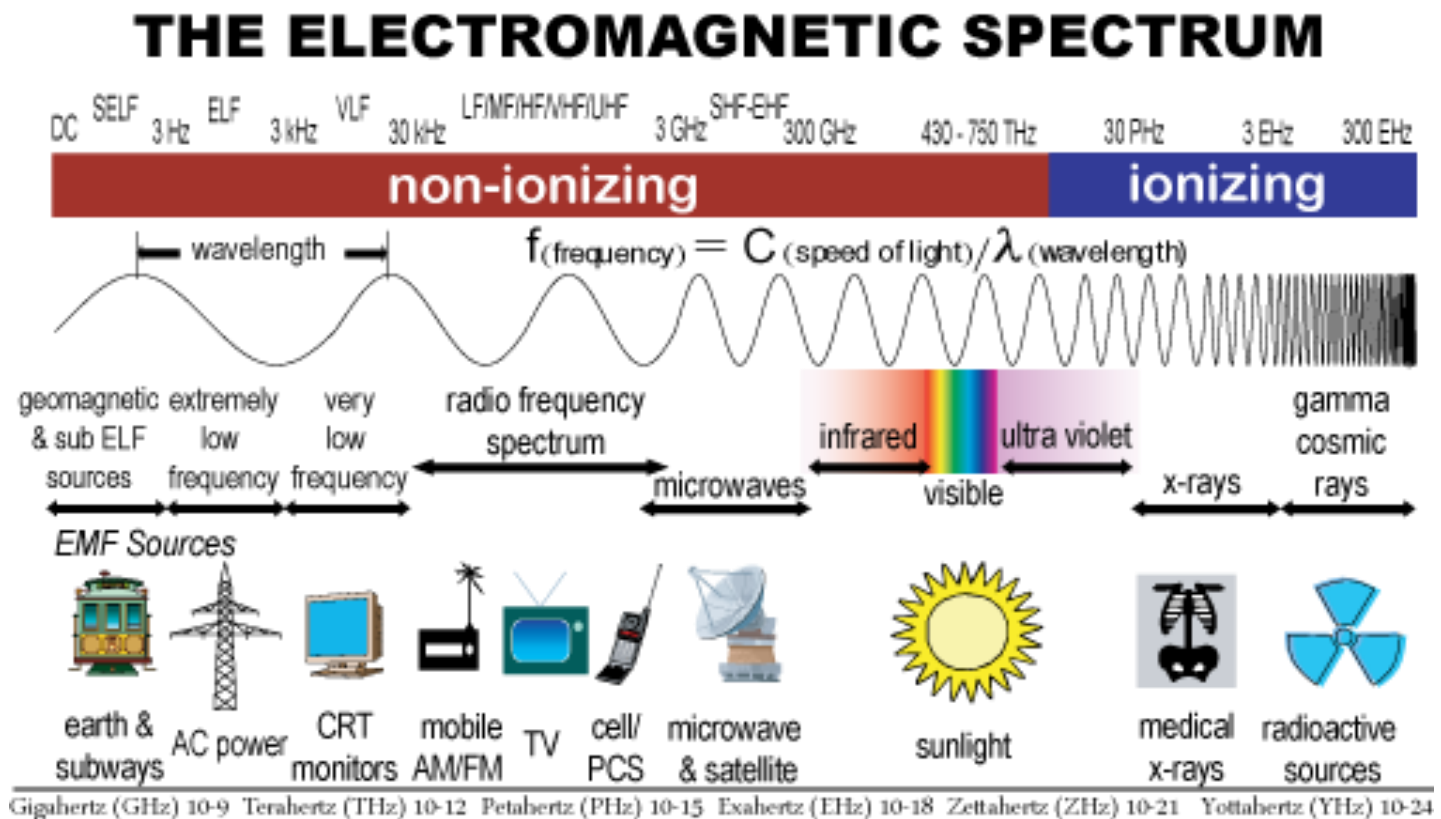 THE ELECTROMAGNETIC SPECTRUM
DC SELF 3 Hz ELF 3 kHz VLF 30 kHz LF/MF/HF/VHF/UHF 3 GHz SHF-EHF 300 GHz 430 - 750 THz 30 PHz 3 EHz 300 EHz
non-ionizing ionizing
wavelength
f (frequency) = C (speed of light) / λ (wavelength)
geomagnetic & sub ELF sources
extremely low frequency
very low frequency
radio frequency spectrum
microwaves
infrared
visible
ultra violet
x-rays
gamma cosmic rays
EMF Sources
earth & subways
AC power
CRT monitors
mobile AM/FM
TV
cell/ PCS
microwave & satellite
sunlight
medical x-rays
radioactive sources
Gigahertz (GHz) 10-9 Terahertz (THz) 10-12 Petahertz (PHz) 10-15 Exahertz (EHz) 10-18 Zettahertz (ZHz) 10-21 Yottahertz (YHz) 10-24